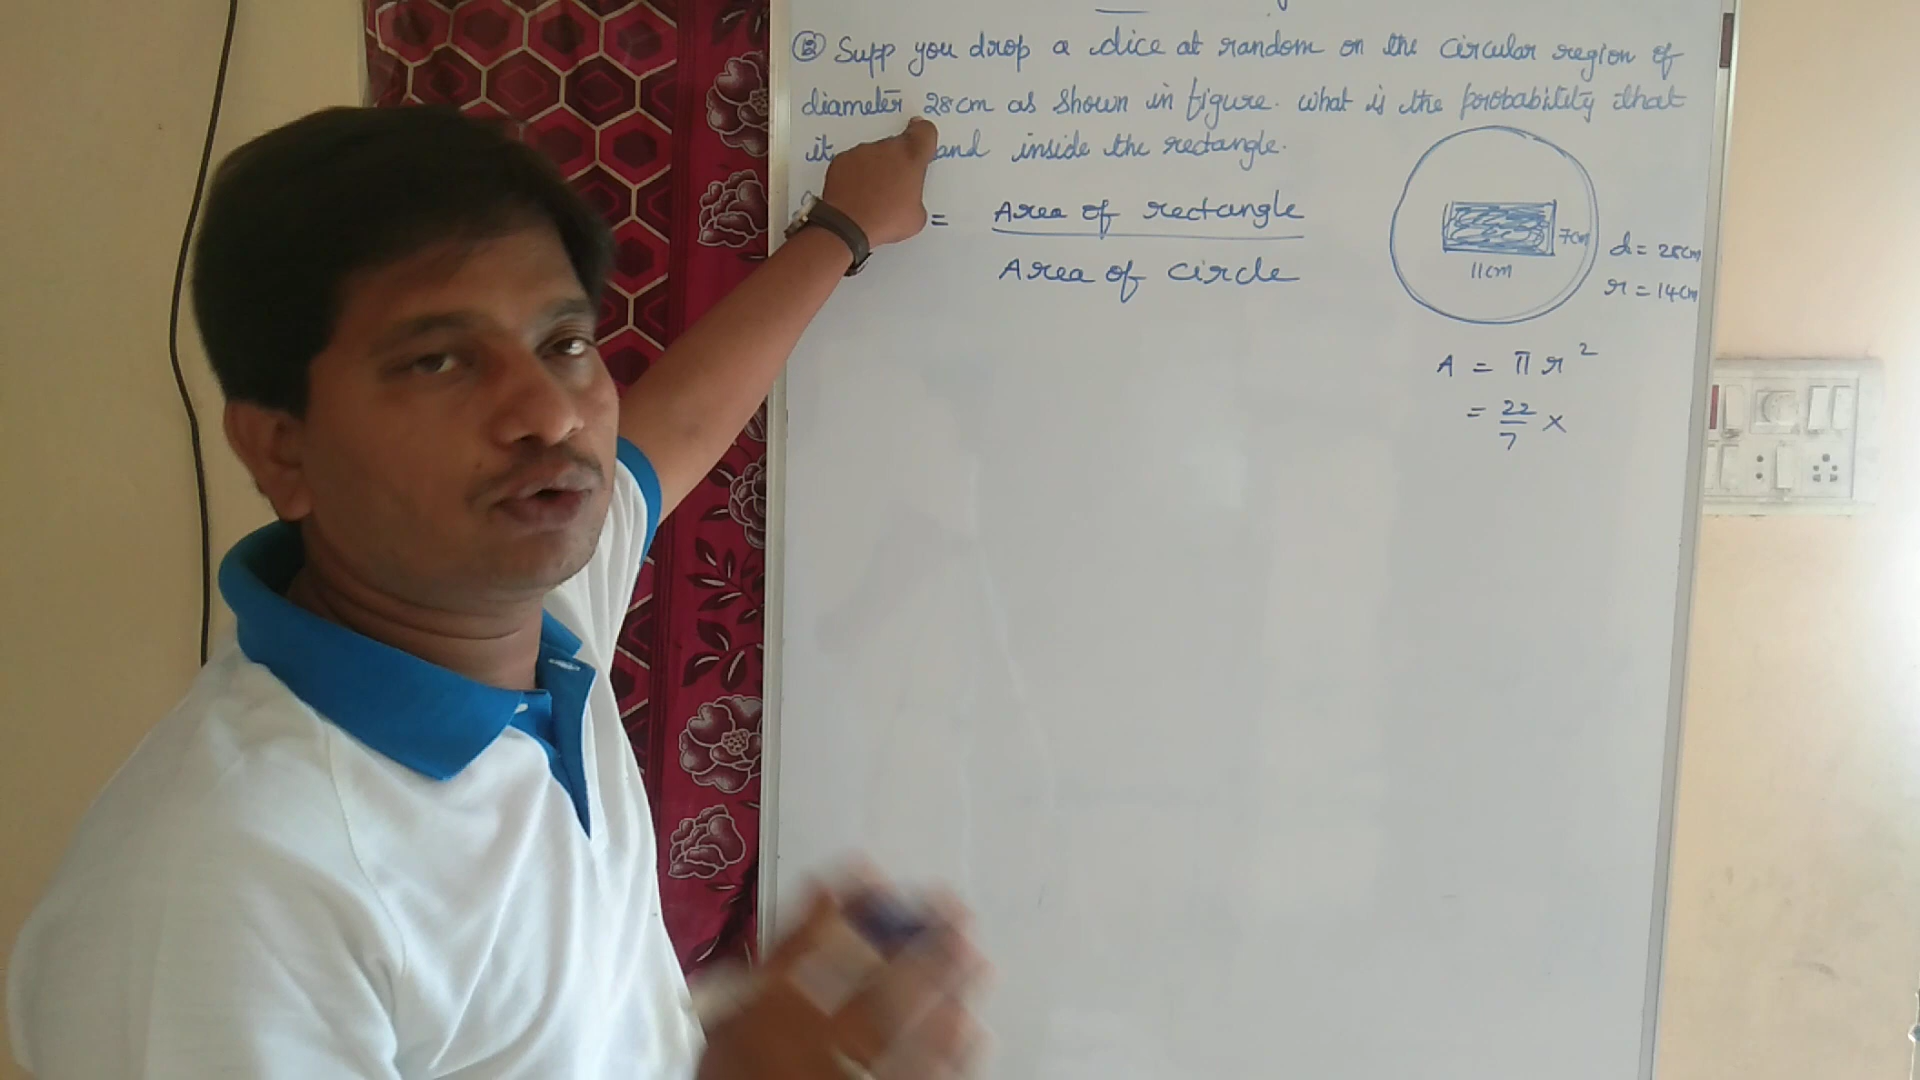 ③ Supp you drop a dice at random on the circular region of
diameter 28cm as shown in figure. what is the probability that
it and inside the rectangle.
= Area of rectangle
Area of circle
7cm
11cm
d = 28cm
r = 14cm
A = π r²
= 22/7 ×